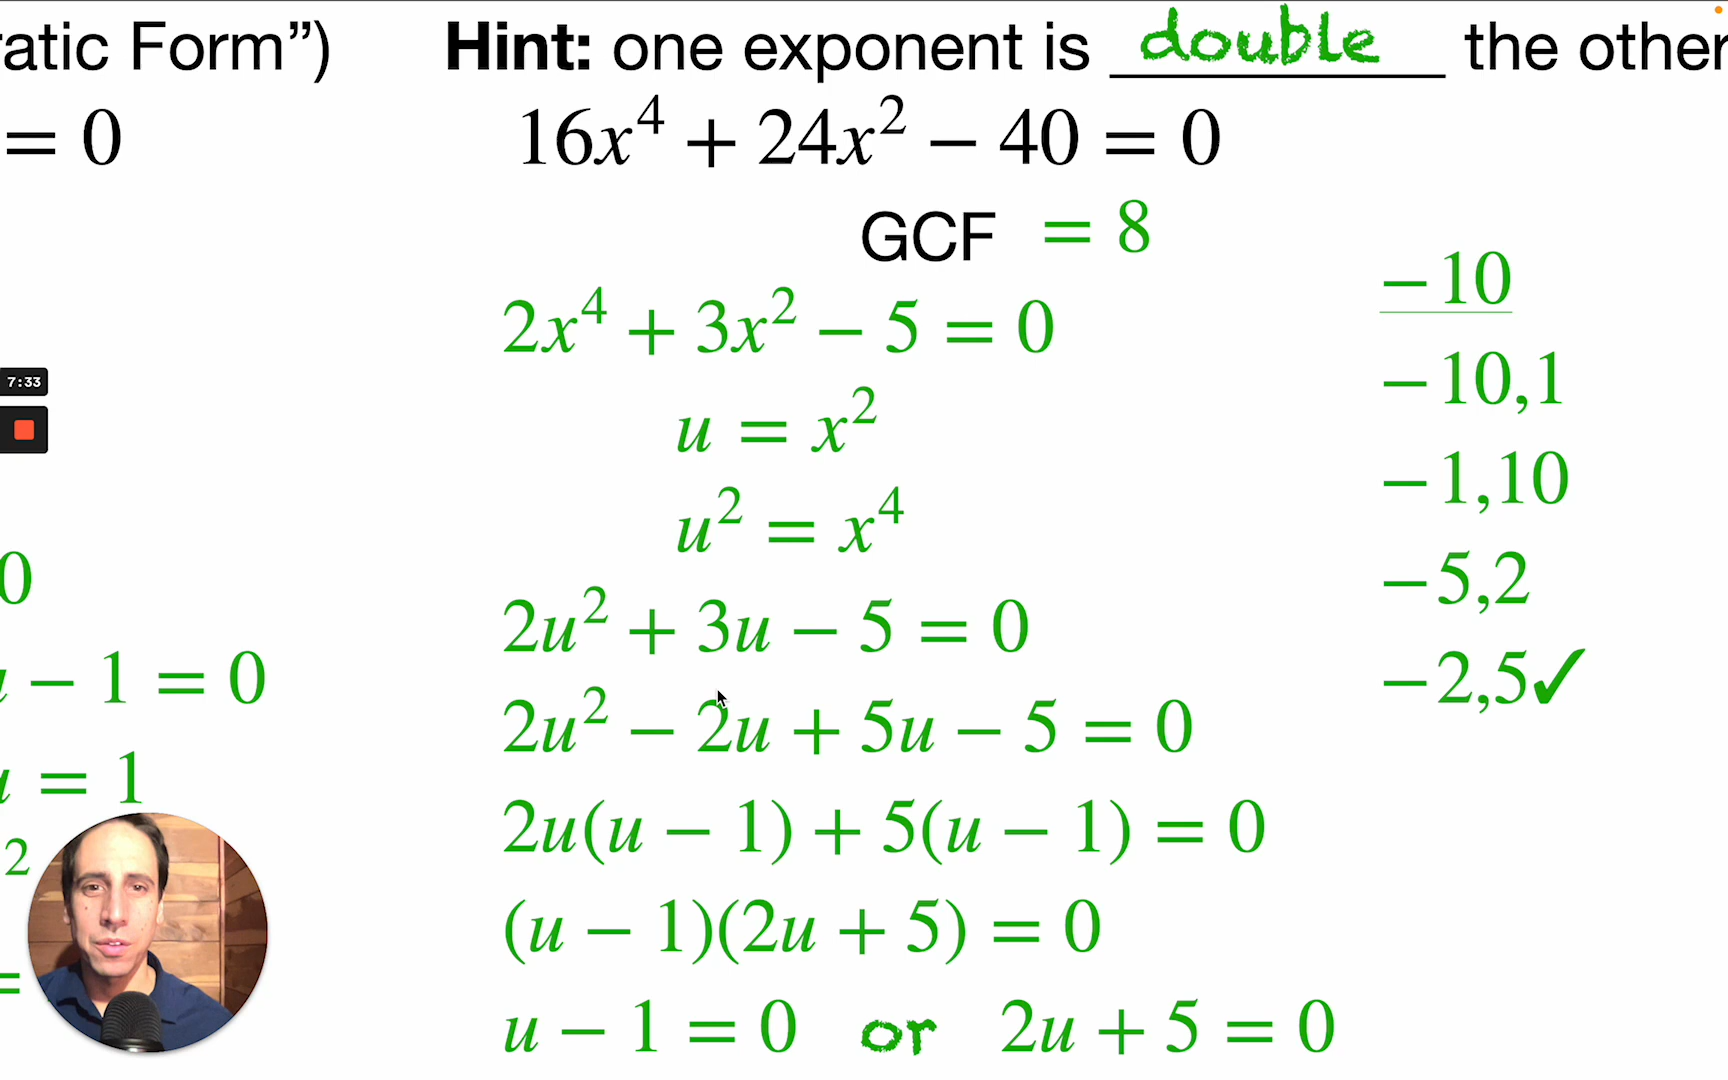 ratic Form”) Hint: one exponent is double the other
= 0 16x⁴ + 24x² − 40 = 0
GCF = 8
−10
2x⁴ + 3x² − 5 = 0
−10,1
7:33
u = x²
−1,10
u² = x⁴
0
−5,2
2u² + 3u − 5 = 0
u − 1 = 0
−2,5✓
2u² − 2u + 5u − 5 = 0
u = 1
2u(u − 1) + 5(u − 1) = 0
2
(u − 1)(2u + 5) = 0
=
u − 1 = 0 or 2u + 5 = 0